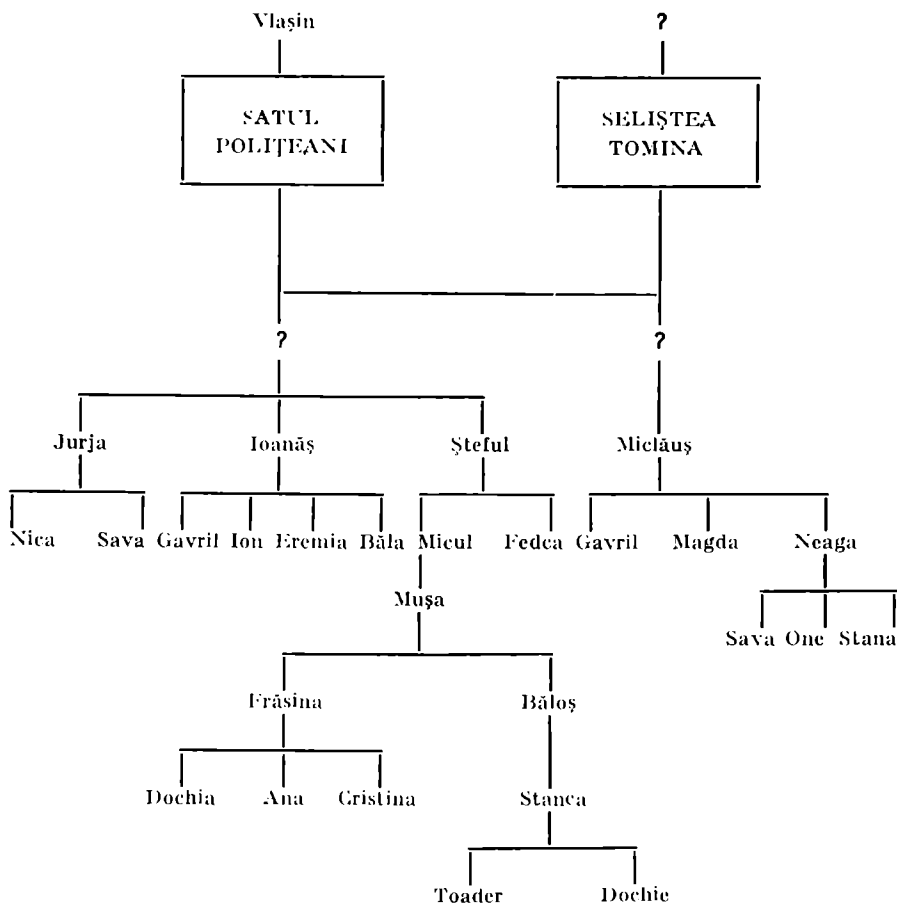 Vlașin ?
SATUL SELIȘTEA
POLIȚEANI TOMINA
? ?
Jurja Ioanăș Șteful Miclăuș
Nica Sava Gavril Ion Eremia Băla Micul Fedca Gavril Magda Neaga
Mușa
Sava One Stana
Frăsina Băloș
Dochia Ana Cristina Stanca
Toader Dochie